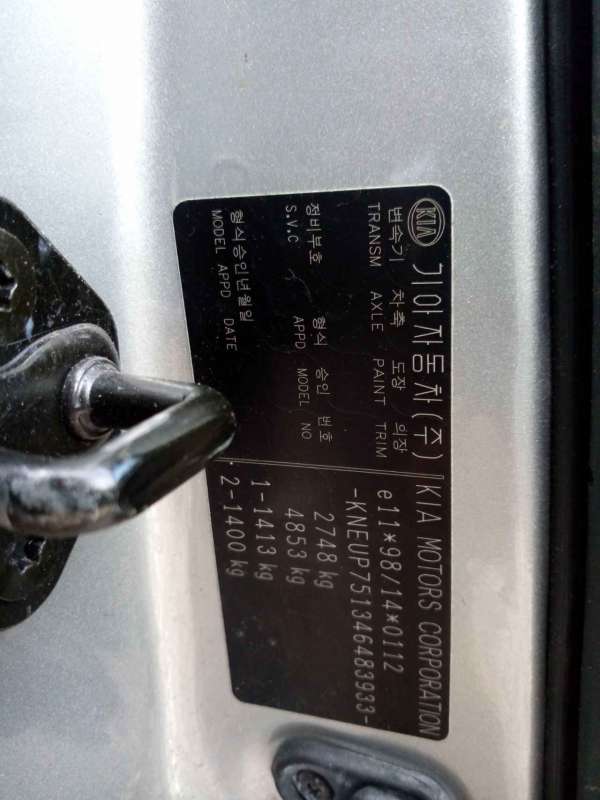 KIA 기아자동차(주) KIA MOTORS CORPORATION
변속기 차축 도장 의장
TRANSM AXLE PAINT TRIM
정비부호 형식 승인 번호
S.V.C APPD MODEL NO
형식승인년월일
MODEL APPD DATE
e11*98/14*0112
-KNEUP751346483933-
2748 kg
4853 kg
1-1413 kg
2-1400 kg